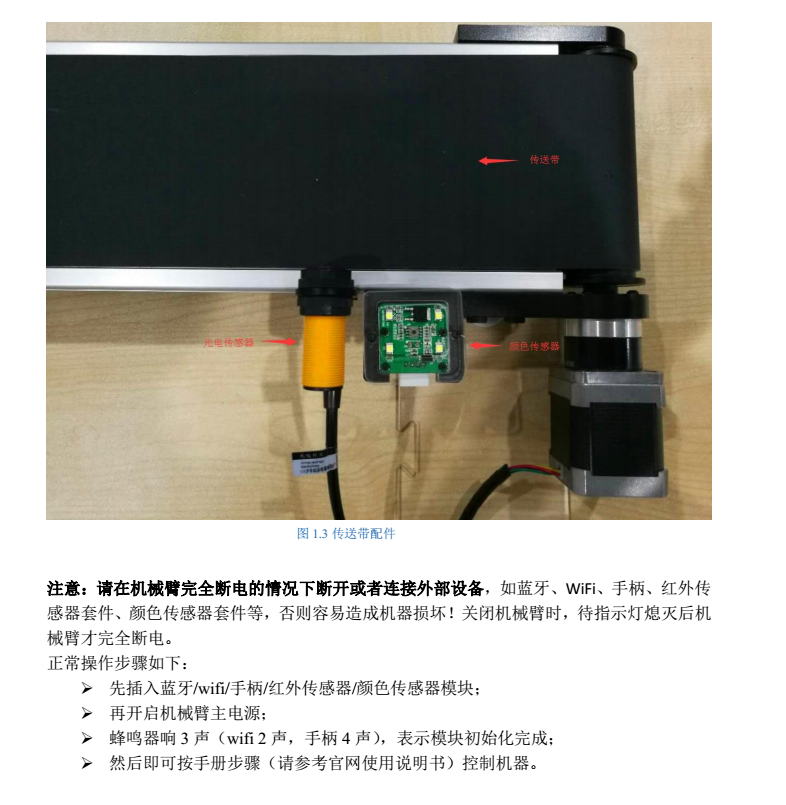 传送带
光电传感器
颜色传感器
图 1.3 传送带配件
注意：请在机械臂完全断电的情况下断开或者连接外部设备，如蓝牙、WiFi、手柄、红外传
感器套件、颜色传感器套件等，否则容易造成机器损坏！关闭机械臂时，待指示灯熄灭后机
械臂才完全断电。
正常操作步骤如下：
➢ 先插入蓝牙/wifi/手柄/红外传感器/颜色传感器模块；
➢ 再开启机械臂主电源；
➢ 蜂鸣器响 3 声（wifi 2 声，手柄 4 声），表示模块初始化完成；
➢ 然后即可按手册步骤（请参考官网使用说明书）控制机器。